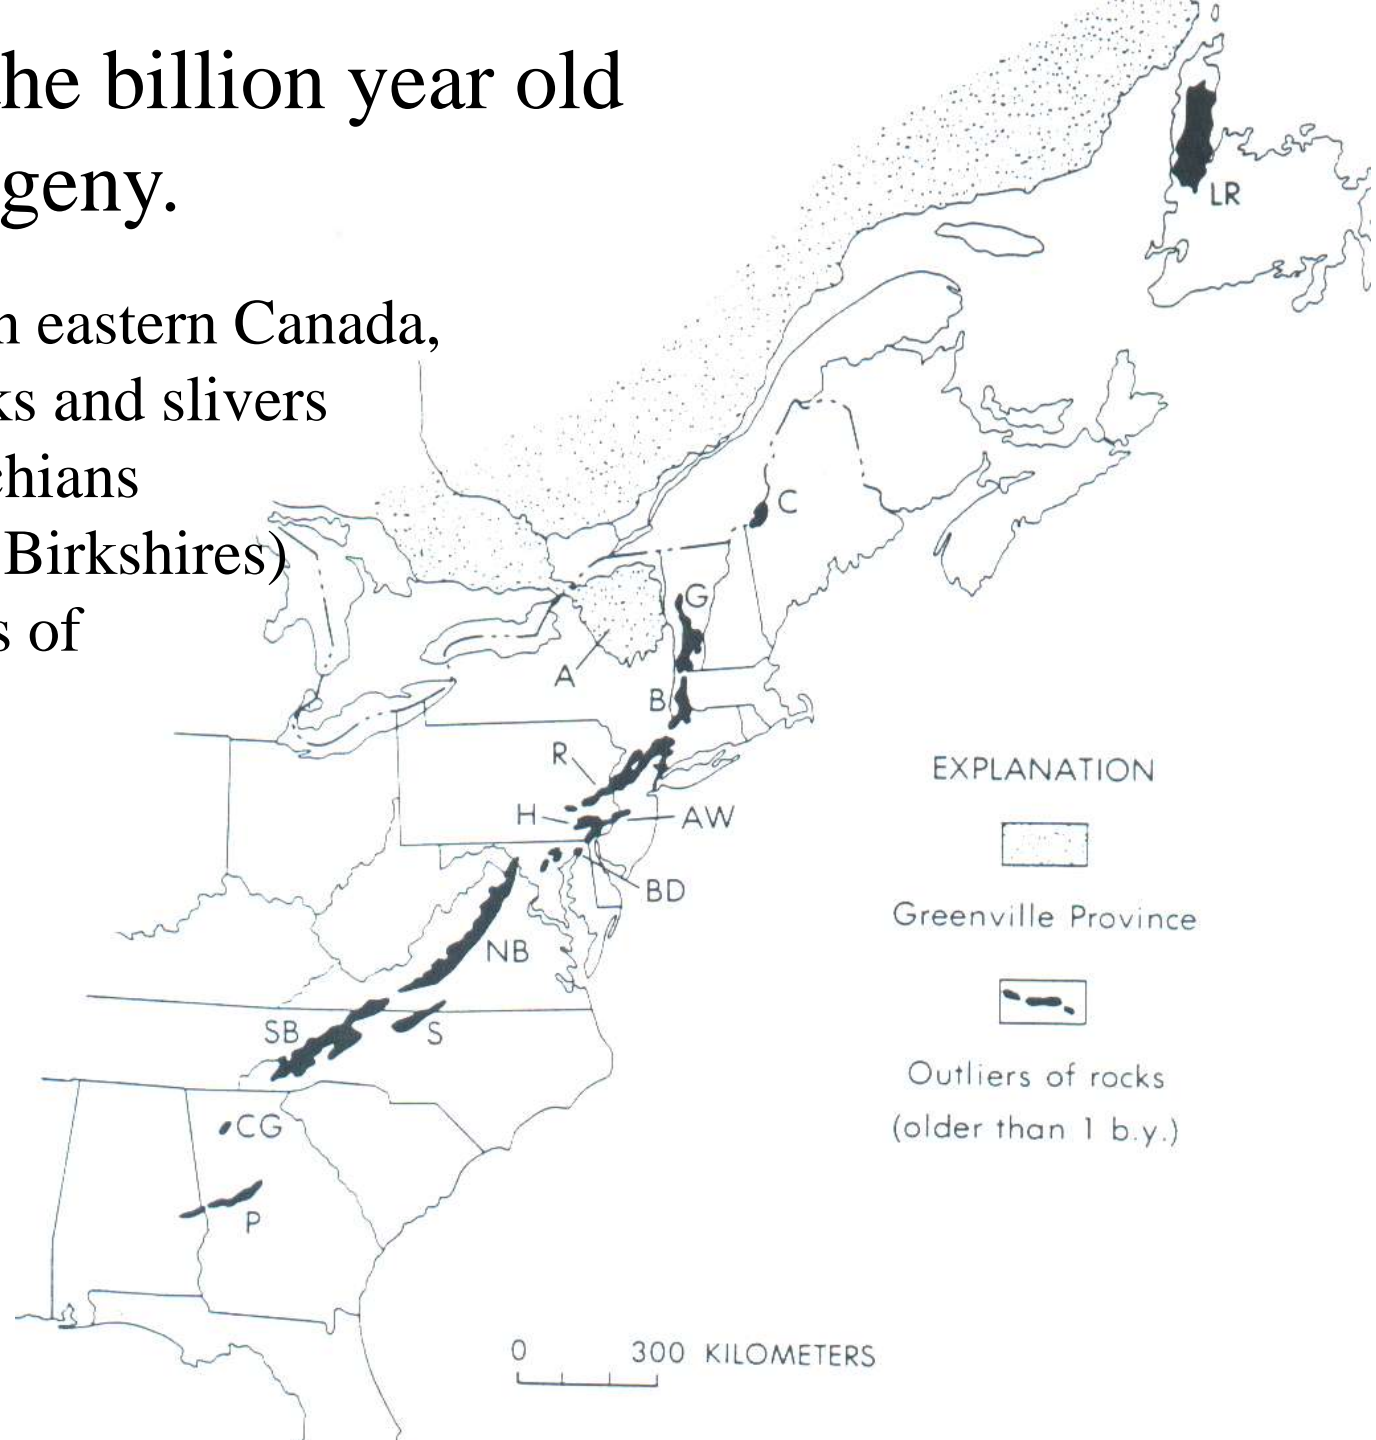 the billion year old
geny.
n eastern Canada,
ks and slivers
chians
Birkshires)
s of
LR
C
G
A
B
R
H
AW
BD
NB
SB
S
CG
P
EXPLANATION
Greenville Province
Outliers of rocks
(older than 1 b.y.)
0 300 KILOMETERS